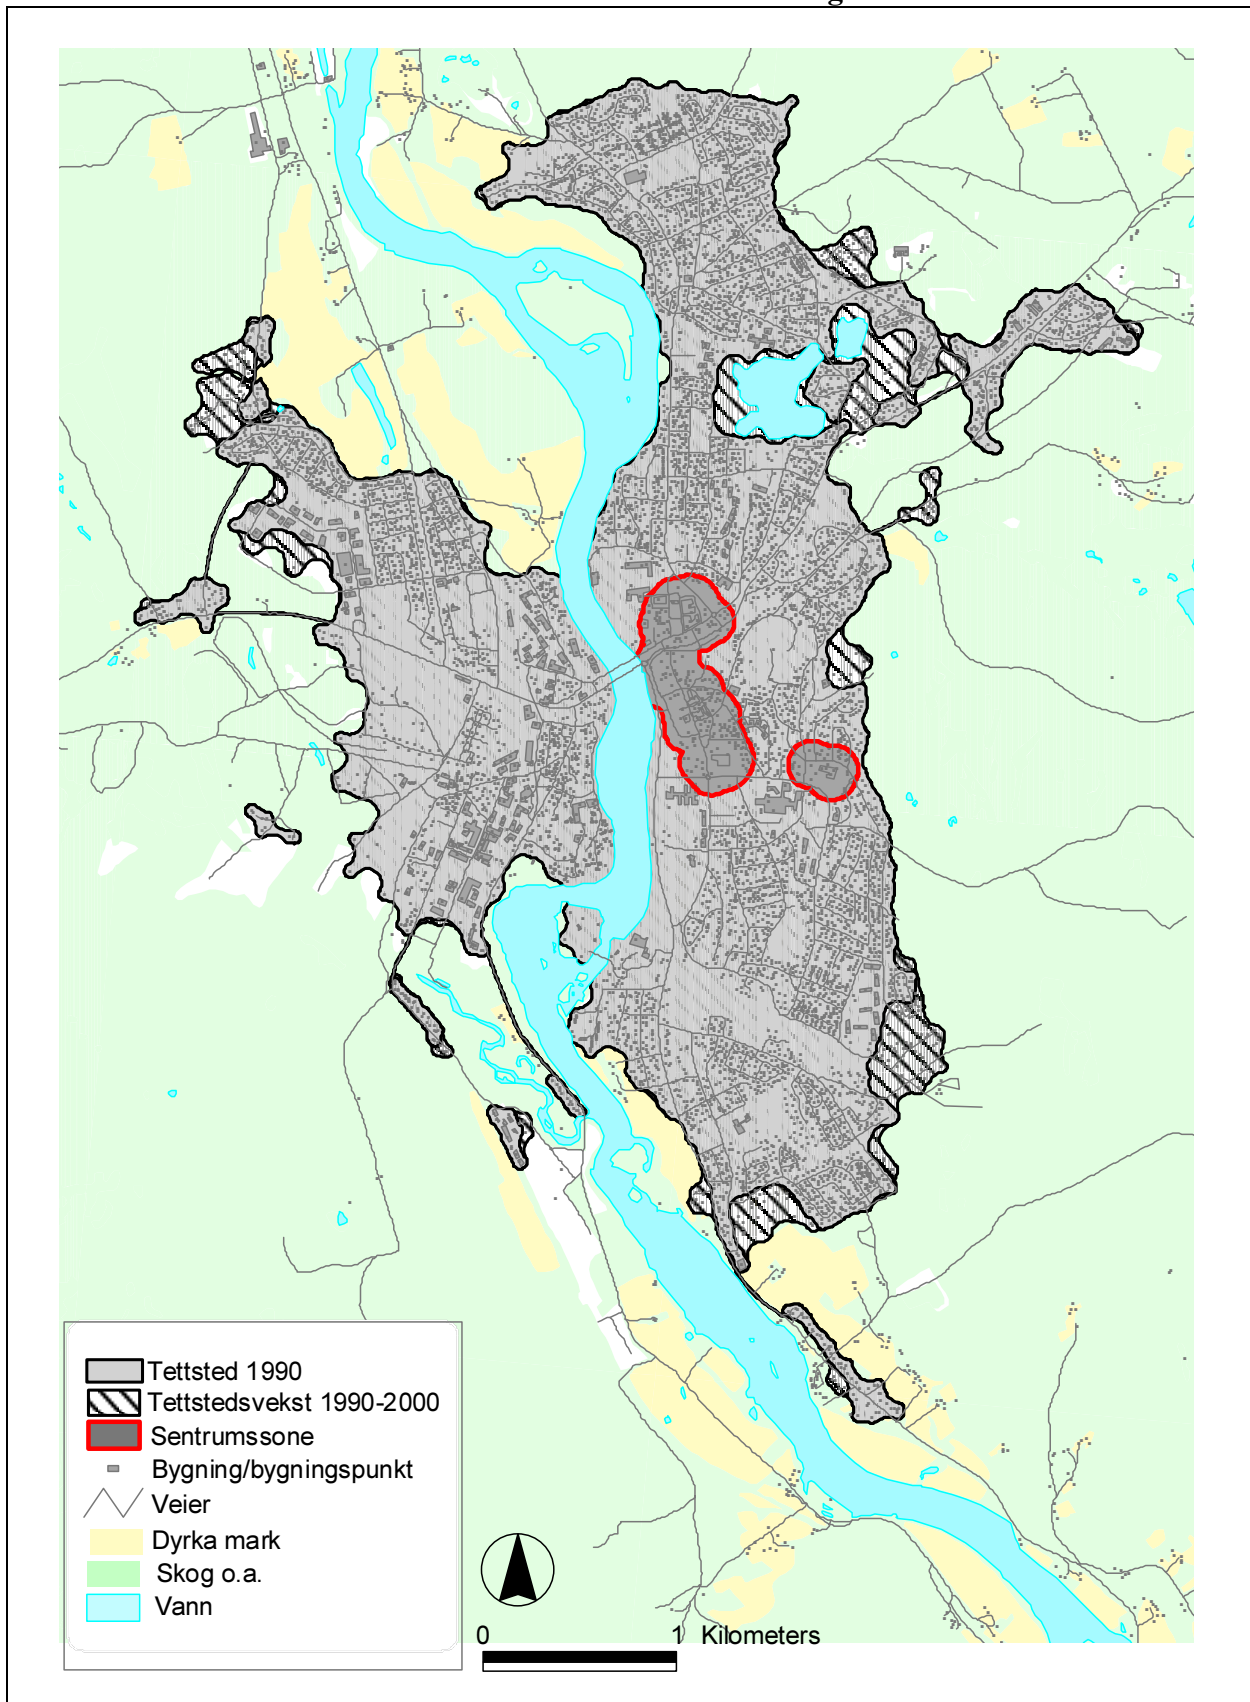 Tettsted 1990
Tettstedsvekst 1990-2000
Sentrumssone
Bygning/bygningspunkt
Veier
Dyrka mark
Skog o.a.
Vann
0 1 Kilometers